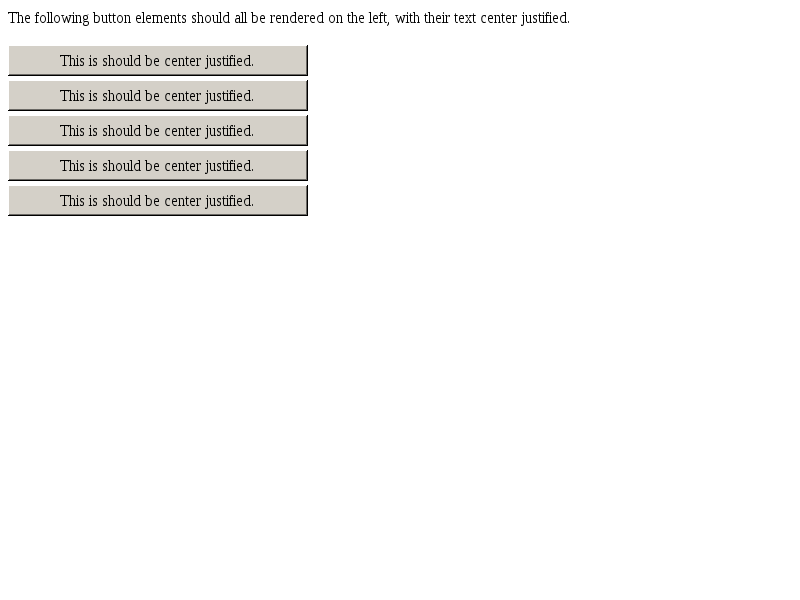 The following button elements should all be rendered on the left, with their text center justified.
This is should be center justified.
This is should be center justified.
This is should be center justified.
This is should be center justified.
This is should be center justified.